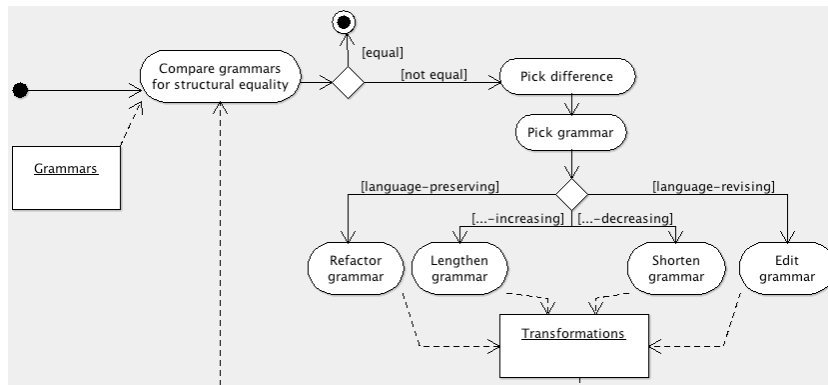 [equal]
Compare grammars
for structural equality
[not equal]
Pick difference
Pick grammar
Grammars
[language-preserving]
[language-revising]
[...-increasing]
[...-decreasing]
Refactor
grammar
Lengthen
grammar
Shorten
grammar
Edit
grammar
Transformations